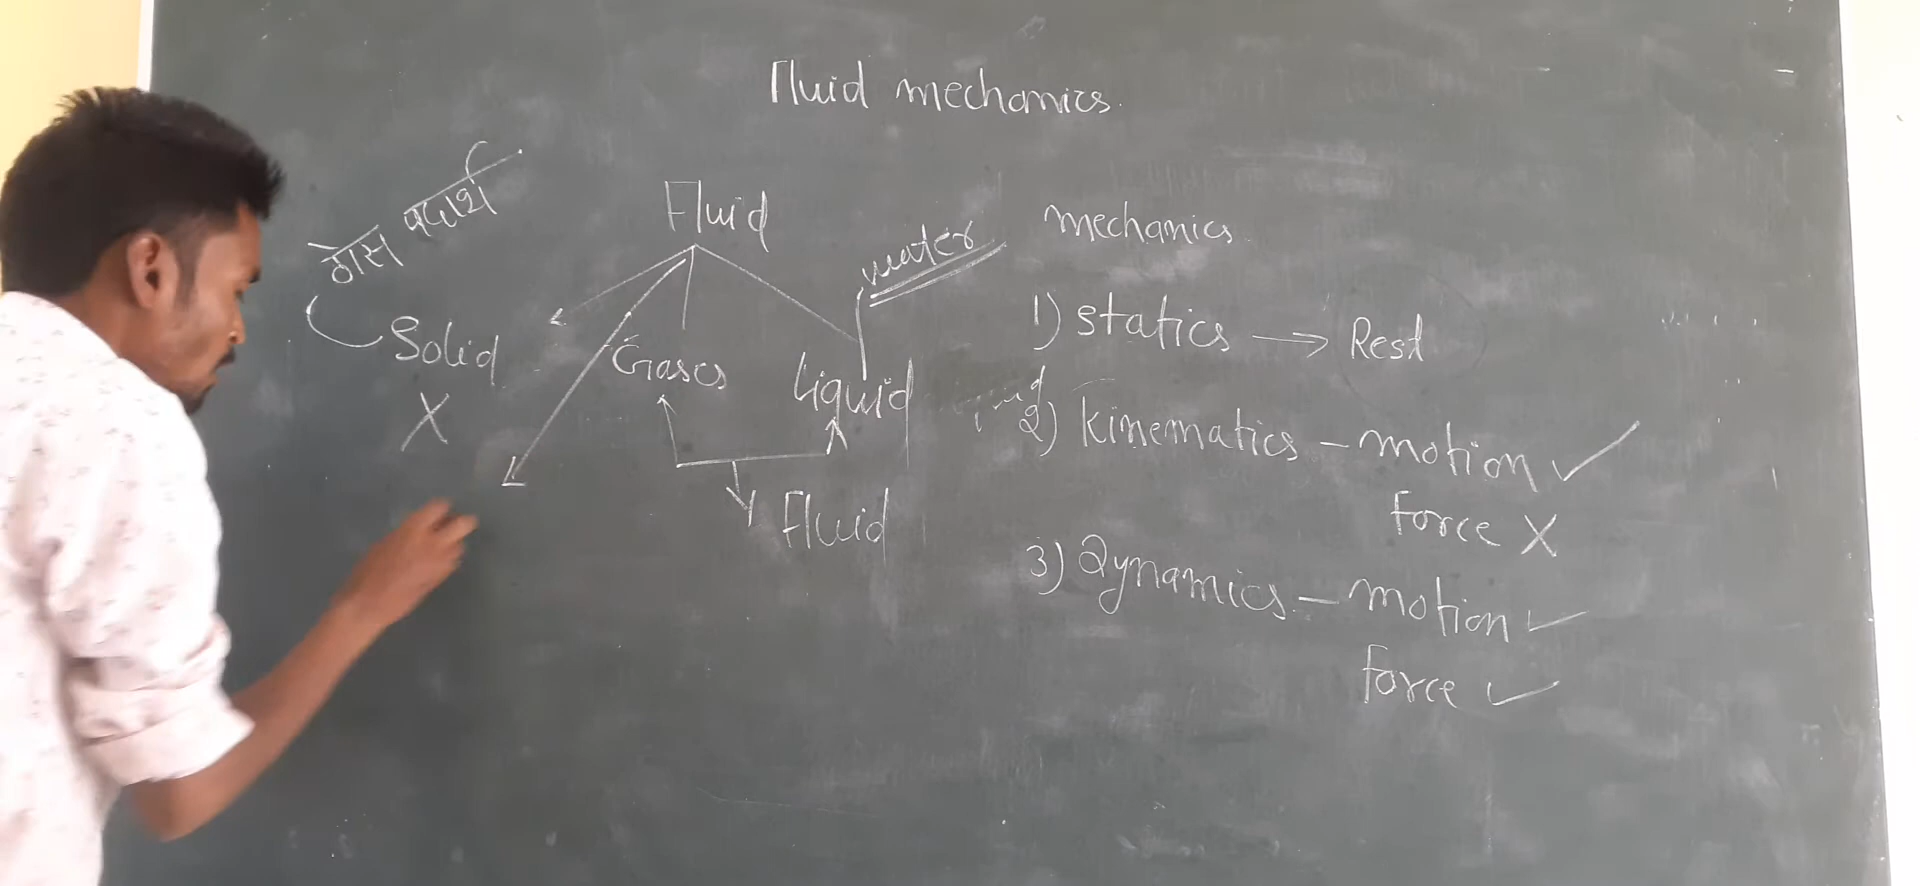 Fluid mechanics.
ठोस पदार्थ
Fluid
water
Solid
X
Gases
Liquid
Fluid
mechanics
1) Statics → Rest
2) Kinematics – motion ✓
force X
3) Dynamics – motion ✓
force ✓